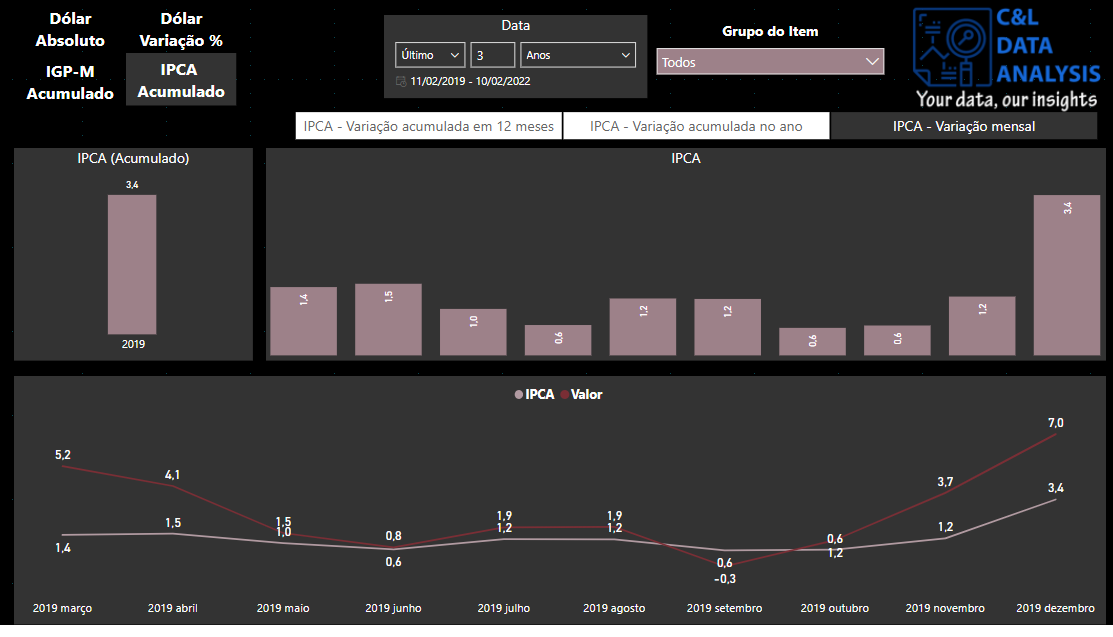 Dólar
Absoluto
Dólar
Variação %
IGP-M
Acumulado
IPCA
Acumulado
Data
Último
3
Anos
11/02/2019 - 10/02/2022
Grupo do Item
Todos
C&L
DATA
ANALYSIS
Your data, our insights
IPCA - Variação acumulada em 12 meses
IPCA - Variação acumulada no ano
IPCA - Variação mensal
IPCA (Acumulado)
3,4
2019
IPCA
1,4
1,5
1,0
0,6
1,2
1,2
0,6
0,6
1,2
3,4
IPCA Valor
5,2
4,1
1,5
0,8
1,9
1,9
0,6
0,6
3,7
7,0
1,4
1,5
1,0
0,6
1,2
1,2
-0,3
1,2
1,2
3,4
2019 março
2019 abril
2019 maio
2019 junho
2019 julho
2019 agosto
2019 setembro
2019 outubro
2019 novembro
2019 dezembro